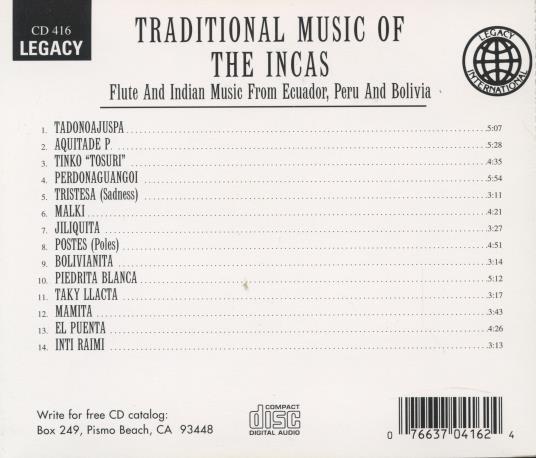 CD 416
LEGACY
TRADITIONAL MUSIC OF
THE INCAS
Flute And Indian Music From Ecuador, Peru And Bolivia
LEGACY
INTERNATIONAL
1. TADONOAJUSPA 5:07
2. AQUITADE P. 5:28
3. TINKO "TOSURI" 4:35
4. PERDONAGUANGOI 5:54
5. TRISTESA (Sadness) 3:11
6. MALKI 4:21
7. JILIQUITA 3:27
8. POSTES (Poles) 4:51
9. BOLIVIANITA 3:14
10. PIEDRITA BLANCA 5:12
11. TAKY LLACTA 3:17
12. MAMITA 3:43
13. EL PUENTA 4:26
14. INTI RAIMI 3:13
Write for free CD catalog:
Box 249, Pismo Beach, CA 93448
COMPACT
disc
DIGITAL AUDIO
0 76637 04162 4